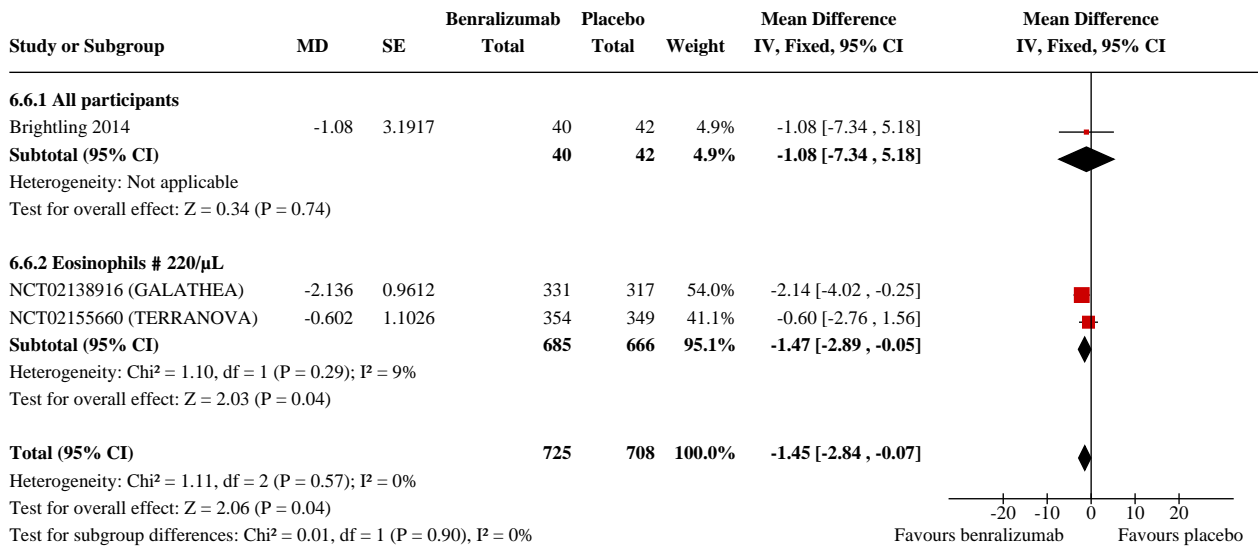 Benralizumab Placebo Mean Difference Mean Difference
Study or Subgroup MD SE Total Total Weight IV, Fixed, 95% CI IV, Fixed, 95% CI
6.6.1 All participants
Brightling 2014 -1.08 3.1917 40 42 4.9% -1.08 [-7.34 , 5.18]
Subtotal (95% CI) 40 42 4.9% -1.08 [-7.34 , 5.18]
Heterogeneity: Not applicable
Test for overall effect: Z = 0.34 (P = 0.74)
6.6.2 Eosinophils # 220/µL
NCT02138916 (GALATHEA) -2.136 0.9612 331 317 54.0% -2.14 [-4.02 , -0.25]
NCT02155660 (TERRANOVA) -0.602 1.1026 354 349 41.1% -0.60 [-2.76 , 1.56]
Subtotal (95% CI) 685 666 95.1% -1.47 [-2.89 , -0.05]
Heterogeneity: Chi² = 1.10, df = 1 (P = 0.29); I² = 9%
Test for overall effect: Z = 2.03 (P = 0.04)
Total (95% CI) 725 708 100.0% -1.45 [-2.84 , -0.07]
Heterogeneity: Chi² = 1.11, df = 2 (P = 0.57); I² = 0%
Test for overall effect: Z = 2.06 (P = 0.04)
Test for subgroup differences: Chi² = 0.01, df = 1 (P = 0.90), I² = 0%
-20 -10 0 10 20
Favours benralizumab Favours placebo